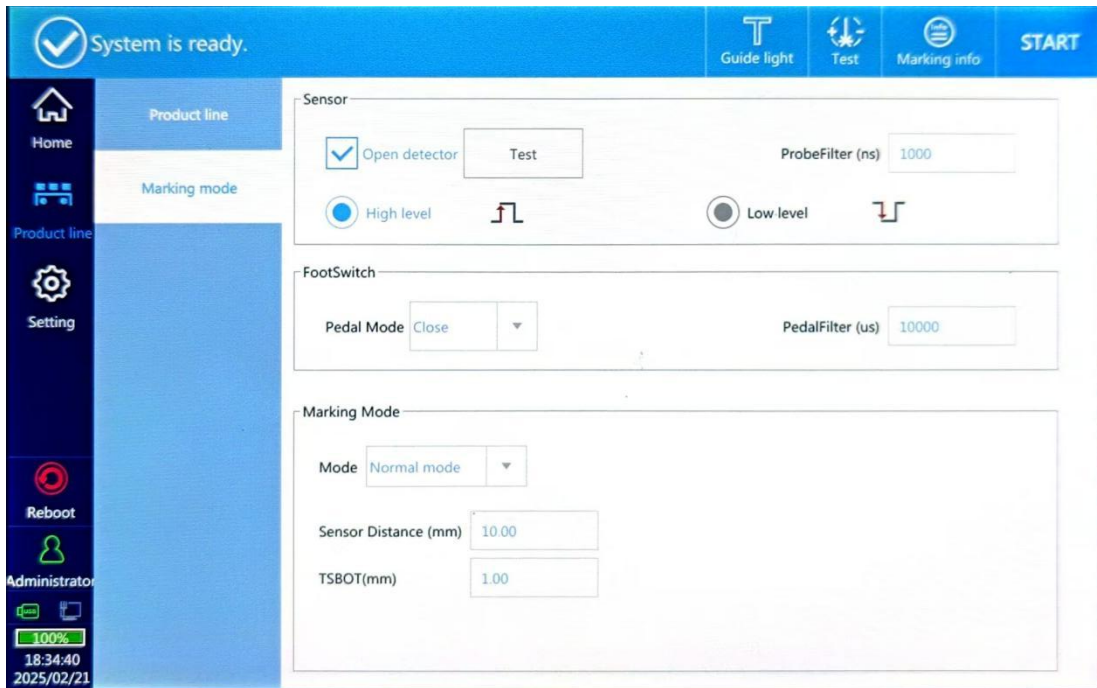 System is ready.
Guide light
Test
Marking info
START
Home
Product line
Setting
Reboot
Administrator
100%
18:34:40
2025/02/21
Product line
Marking mode
Sensor
Open detector
Test
ProbeFilter (ns)
1000
High level
Low level
FootSwitch
Pedal Mode
Close
PedalFilter (us)
10000
Marking Mode
Mode
Normal mode
Sensor Distance (mm)
10.00
TSBOT(mm)
1.00